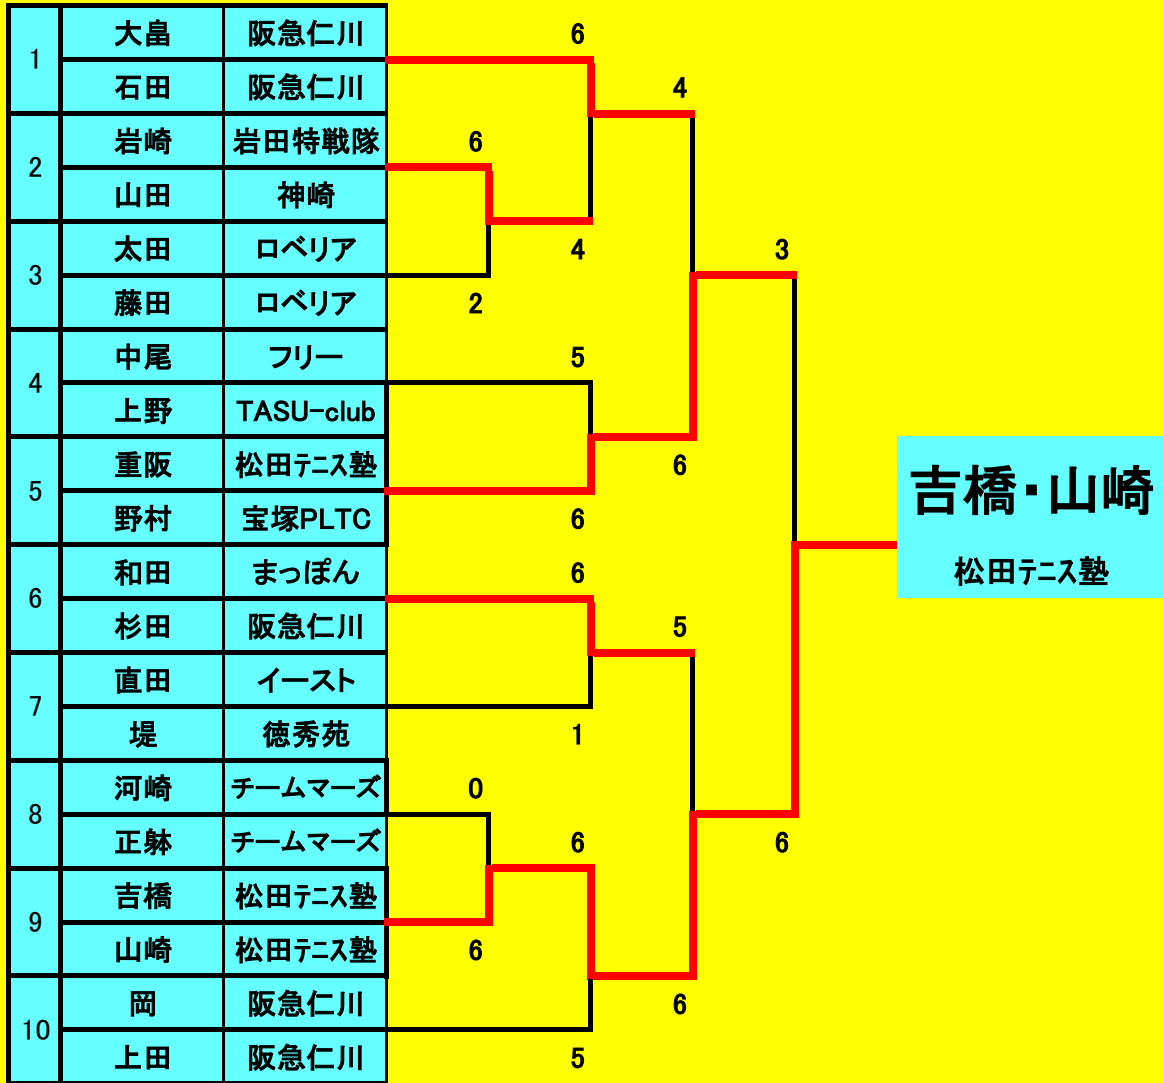 1 大畠 阪急仁川
石田 阪急仁川
2 岩崎 岩田特戦隊
山田 神崎
3 太田 ロベリア
藤田 ロベリア
4 中尾 フリー
上野 TASU-club
5 重阪 松田テニス塾
野村 宝塚PLTC
6 和田 まっぽん
杉田 阪急仁川
7 直田 イースト
堤 徳秀苑
8 河崎 チームマーズ
正躰 チームマーズ
9 吉橋 松田テニス塾
山崎 松田テニス塾
10 岡 阪急仁川
上田 阪急仁川
6
4
6
4
3
2
5
6
6
6
5
1
0
6
6
6
6
5
吉橋・山崎
松田テニス塾